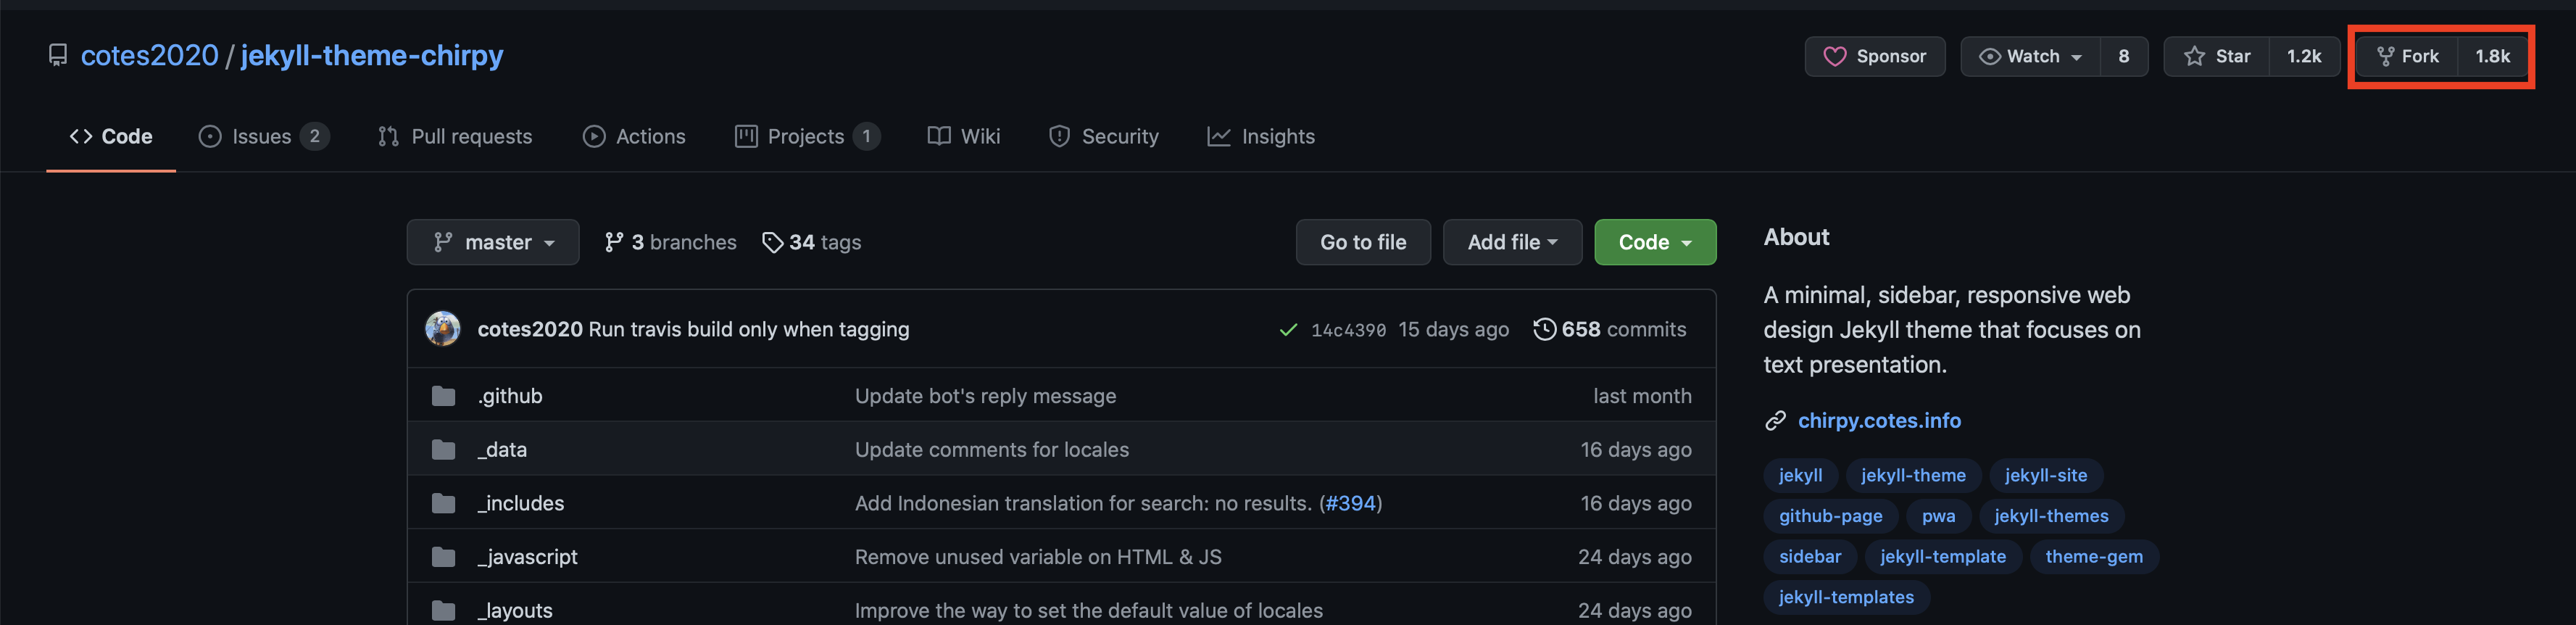 cotes2020 / jekyll-theme-chirpy
Sponsor
Watch 8
Star 1.2k
Fork 1.8k
Code
Issues 2
Pull requests
Actions
Projects 1
Wiki
Security
Insights
master
3 branches
34 tags
Go to file
Add file
Code
cotes2020 Run travis build only when tagging 14c4390 15 days ago 658 commits
.github Update bot's reply message last month
_data Update comments for locales 16 days ago
_includes Add Indonesian translation for search: no results. (#394) 16 days ago
_javascript Remove unused variable on HTML & JS 24 days ago
_layouts Improve the way to set the default value of locales 24 days ago
About
A minimal, sidebar, responsive web
design Jekyll theme that focuses on
text presentation.
chirpy.cotes.info
jekyll jekyll-theme jekyll-site
github-page pwa jekyll-themes
sidebar jekyll-template theme-gem
jekyll-templates